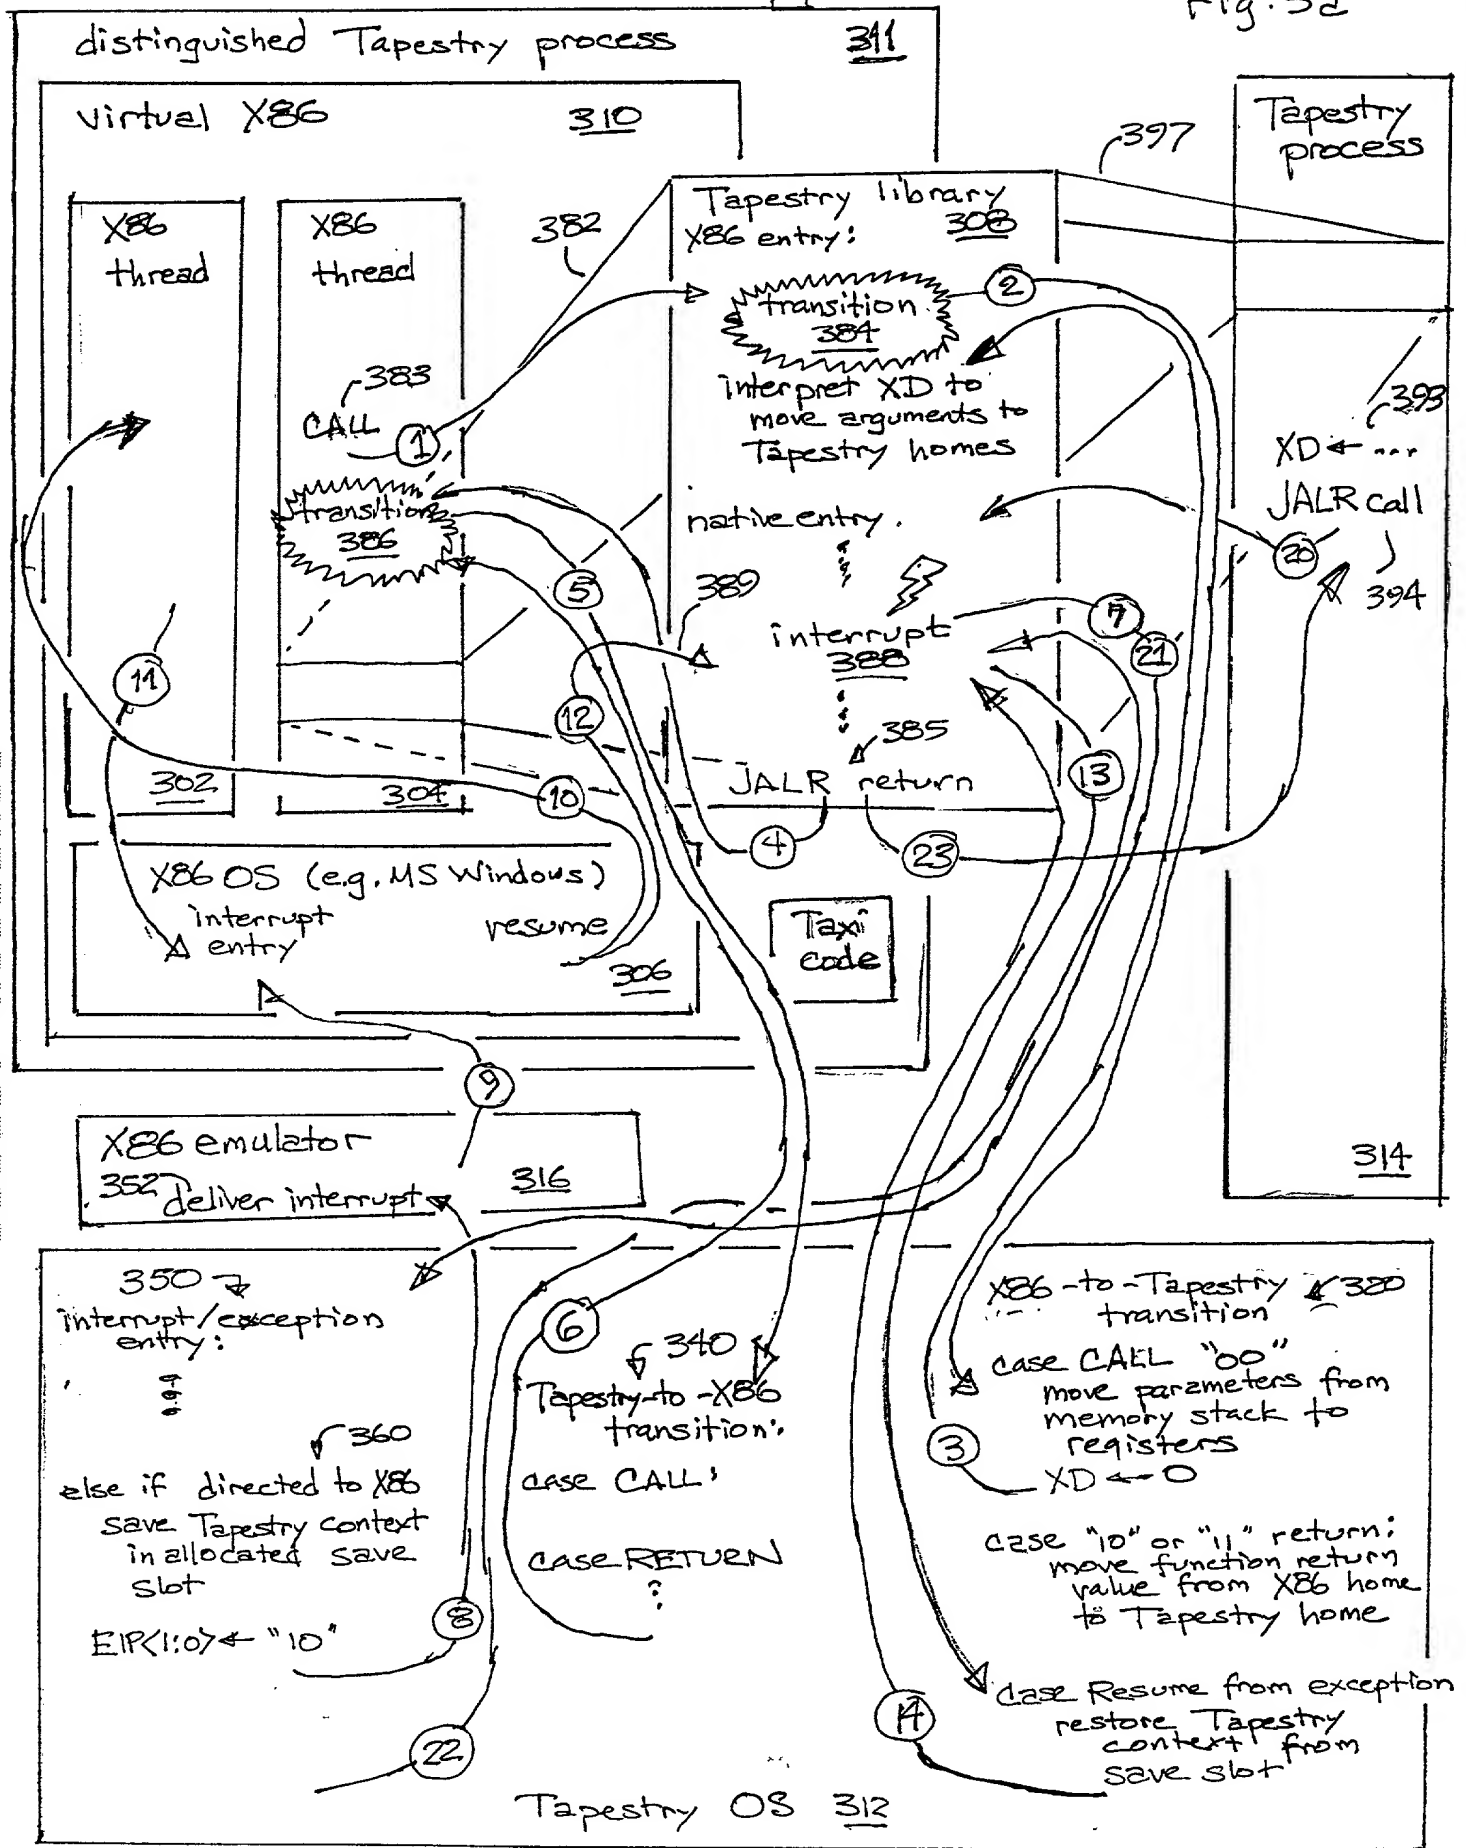 Fig. 3a
distinguished Tapestry process 311
virtual X86 310
397
Tapestry
process
X86
thread
X86
thread
382
Tapestry library
X86 entry: 308
2
transition
384
interpret XD to
move arguments to
Tapestry homes
383
CALL
1
393
XD ← ...
JALR call
20
394
transition
386
native entry.
5
389
interrupt
388
7
21
11
12
385
JALR return
13
302
304
10
4
23
X86 OS (e.g. MS Windows)
interrupt
entry
resume
306
Taxi
code
9
X86 emulator
352 deliver interrupt
316
314
350
interrupt/exception
entry:
6
340
Tapestry-to-X86
transition:
case CALL:
case RETURN
X86-to-Tapestry 320
transition
case CALL "00"
move parameters from
memory stack to
registers
3
XD ← 0
360
else if directed to X86
save Tapestry context
in allocated save
slot
8
EIP<1:0> ← "10"
case "10" or "11" return:
move function return
value from X86 home
to Tapestry home
case Resume from exception
restore Tapestry
context from
save slot
14
22
Tapestry OS 312